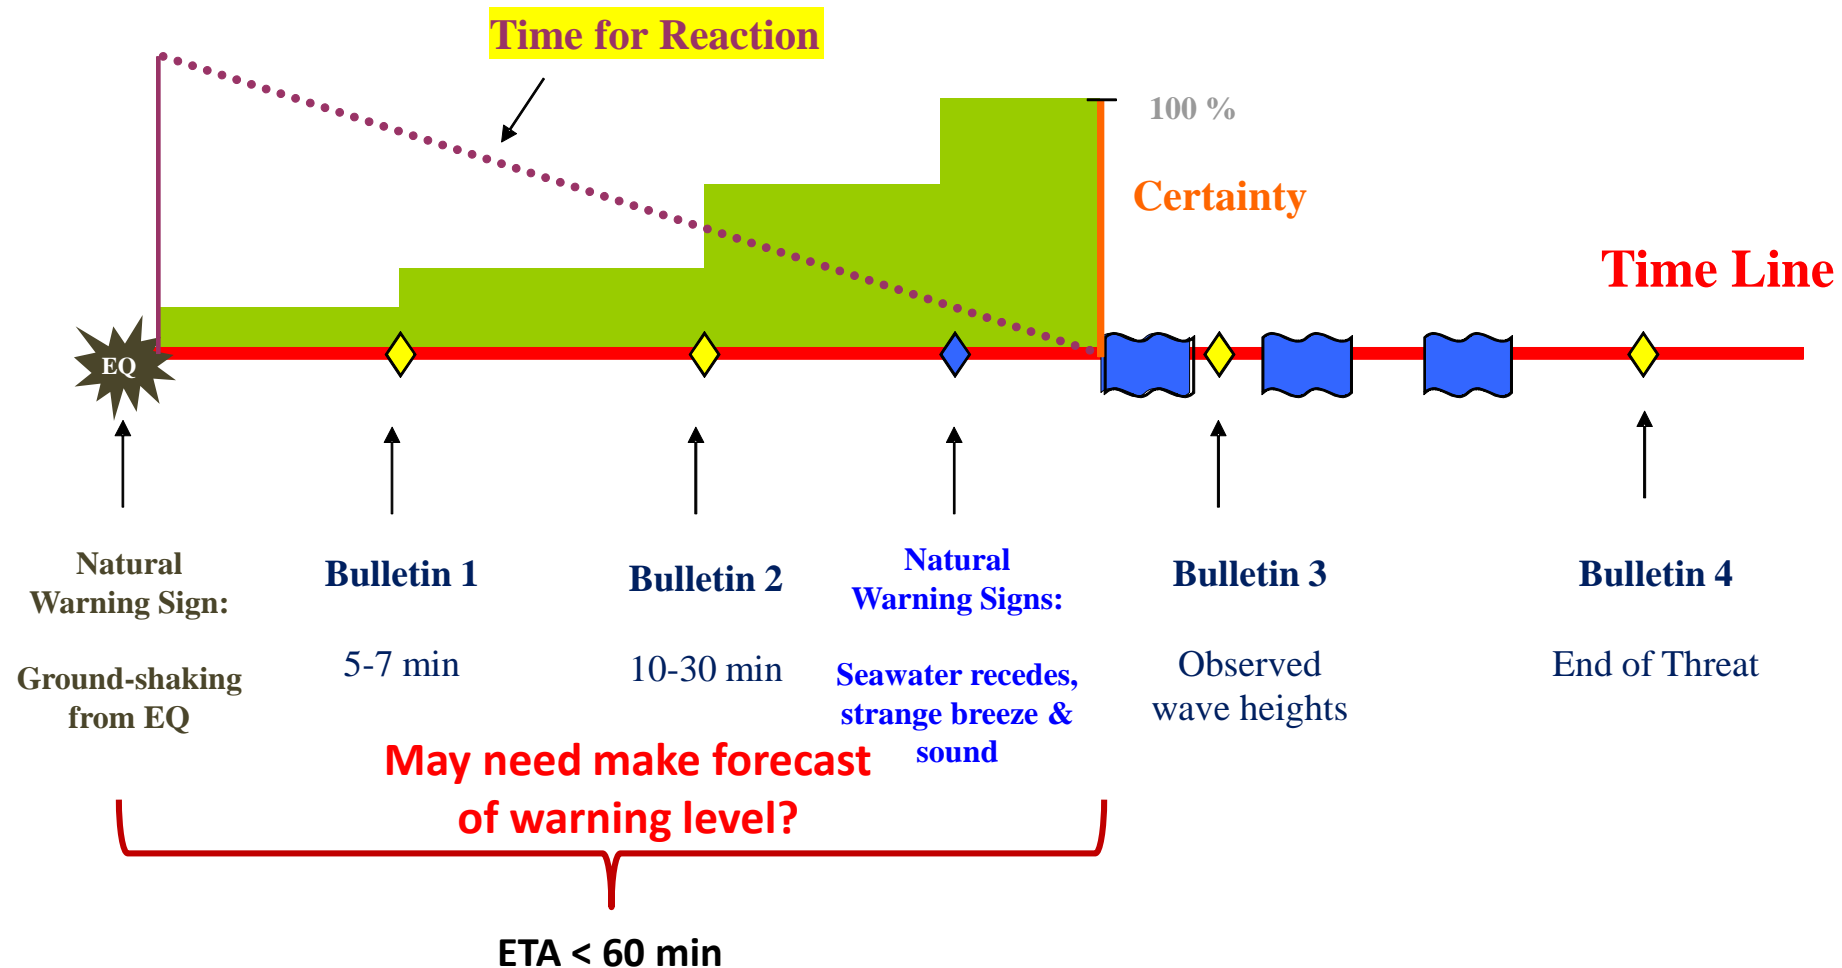 Time for Reaction
100 %
Certainty
Time Line
EQ
Natural
Warning Sign:
Ground-shaking
from EQ
Bulletin 1
5-7 min
Bulletin 2
10-30 min
Natural
Warning Signs:
Seawater recedes,
strange breeze &
sound
Bulletin 3
Observed
wave heights
Bulletin 4
End of Threat
May need make forecast
of warning level?
ETA < 60 min